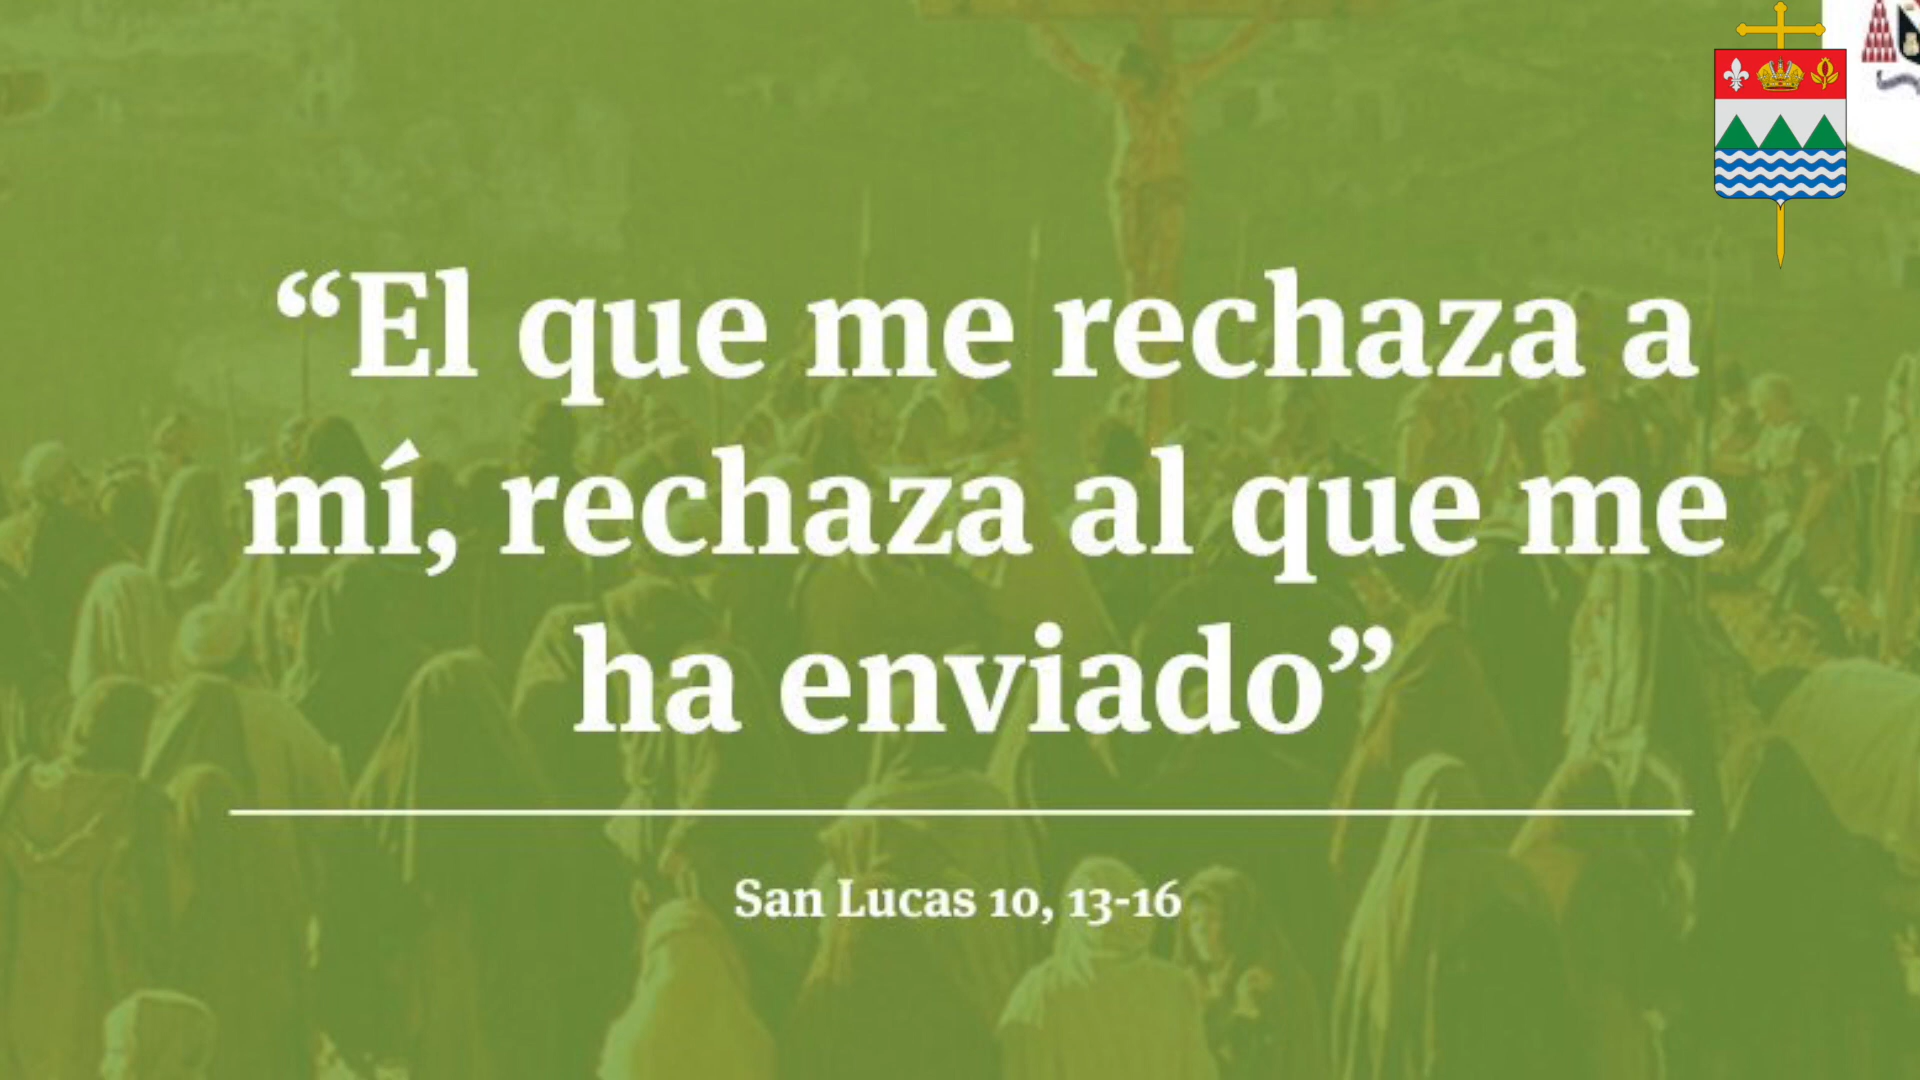 “El que me rechaza a
mí, rechaza al que me
ha enviado”
San Lucas 10, 13-16